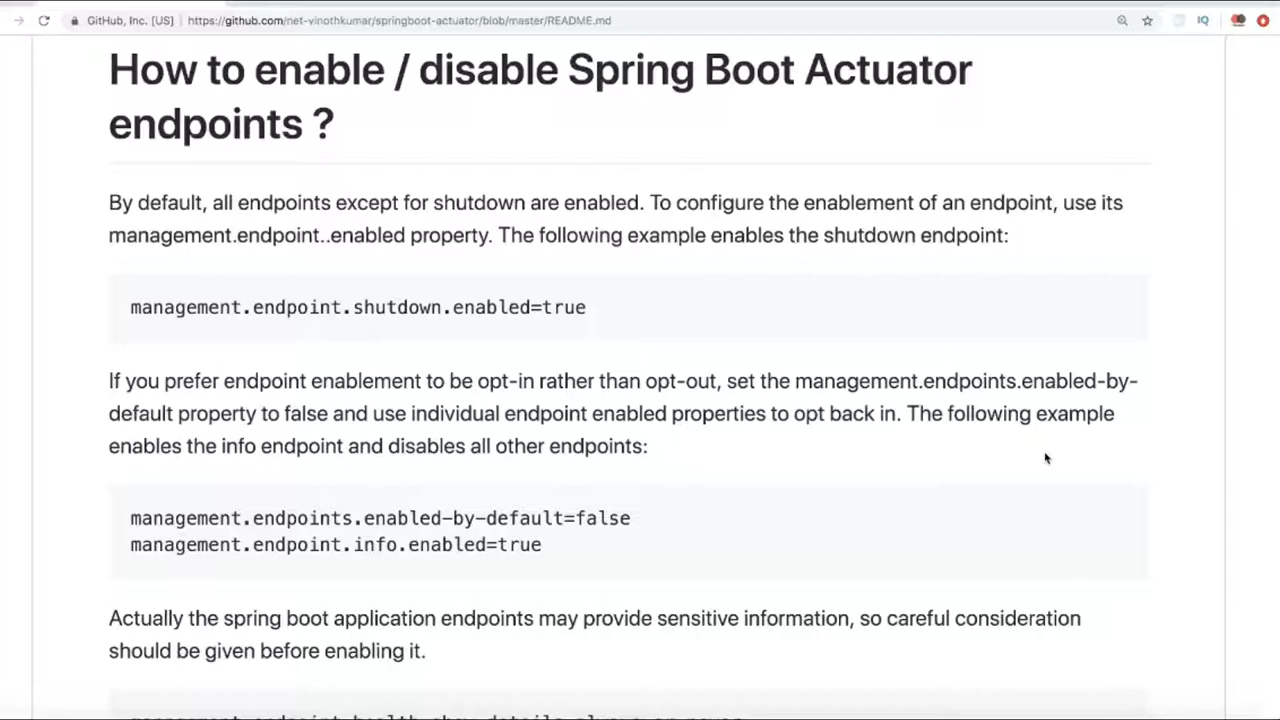 GitHub, Inc. [US] https://github.com/net-vinothkumar/springboot-actuator/blob/master/README.md
How to enable / disable Spring Boot Actuator
endpoints ?
By default, all endpoints except for shutdown are enabled. To configure the enablement of an endpoint, use its
management.endpoint..enabled property. The following example enables the shutdown endpoint:
management.endpoint.shutdown.enabled=true
If you prefer endpoint enablement to be opt-in rather than opt-out, set the management.endpoints.enabled-by-
default property to false and use individual endpoint enabled properties to opt back in. The following example
enables the info endpoint and disables all other endpoints:
management.endpoints.enabled-by-default=false
management.endpoint.info.enabled=true
Actually the spring boot application endpoints may provide sensitive information, so careful consideration
should be given before enabling it.